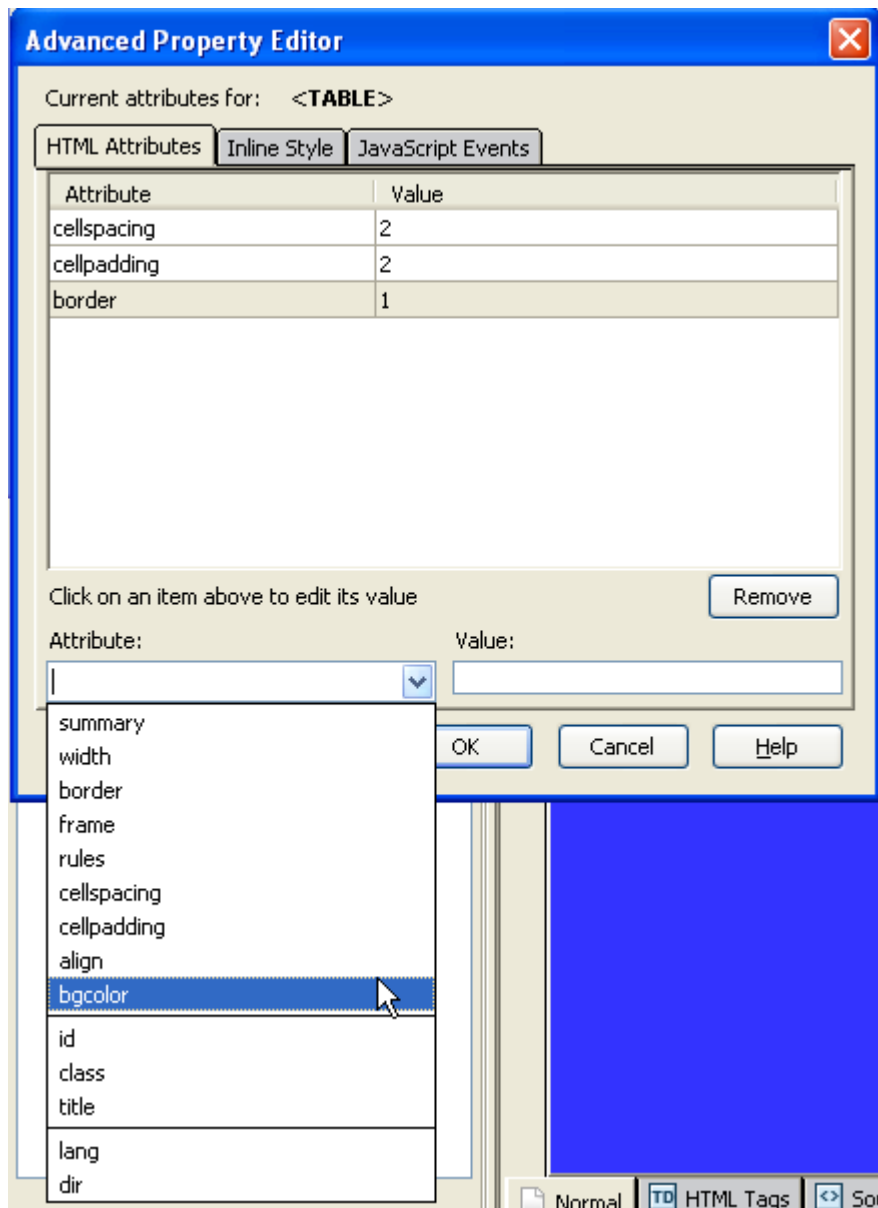 Advanced Property Editor
Current attributes for: <TABLE>
HTML Attributes Inline Style JavaScript Events
Attribute Value
cellspacing 2
cellpadding 2
border 1
Click on an item above to edit its value Remove
Attribute: Value:
OK Cancel Help
summary
width
border
frame
rules
cellspacing
cellpadding
align
bgcolor
id
class
title
lang
dir
Normal TD HTML Tags